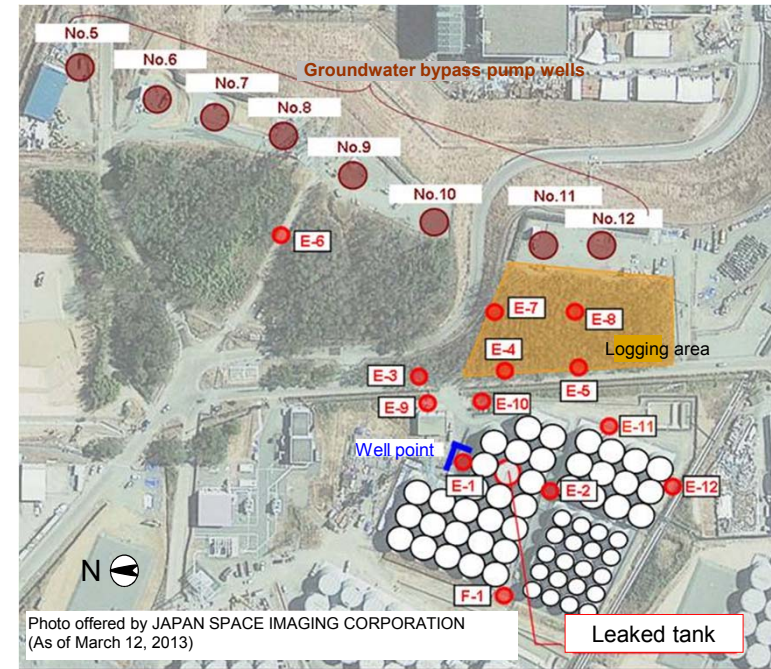 No.5
No.6
No.7
Groundwater bypass pump wells
No.8
No.9
No.10
No.11
No.12
E-6
E-7
E-8
E-4
Logging area
E-3
E-5
E-9
E-10
E-11
Well point
E-1
E-2
E-12
N
F-1
Photo offered by JAPAN SPACE IMAGING CORPORATION
(As of March 12, 2013)
Leaked tank